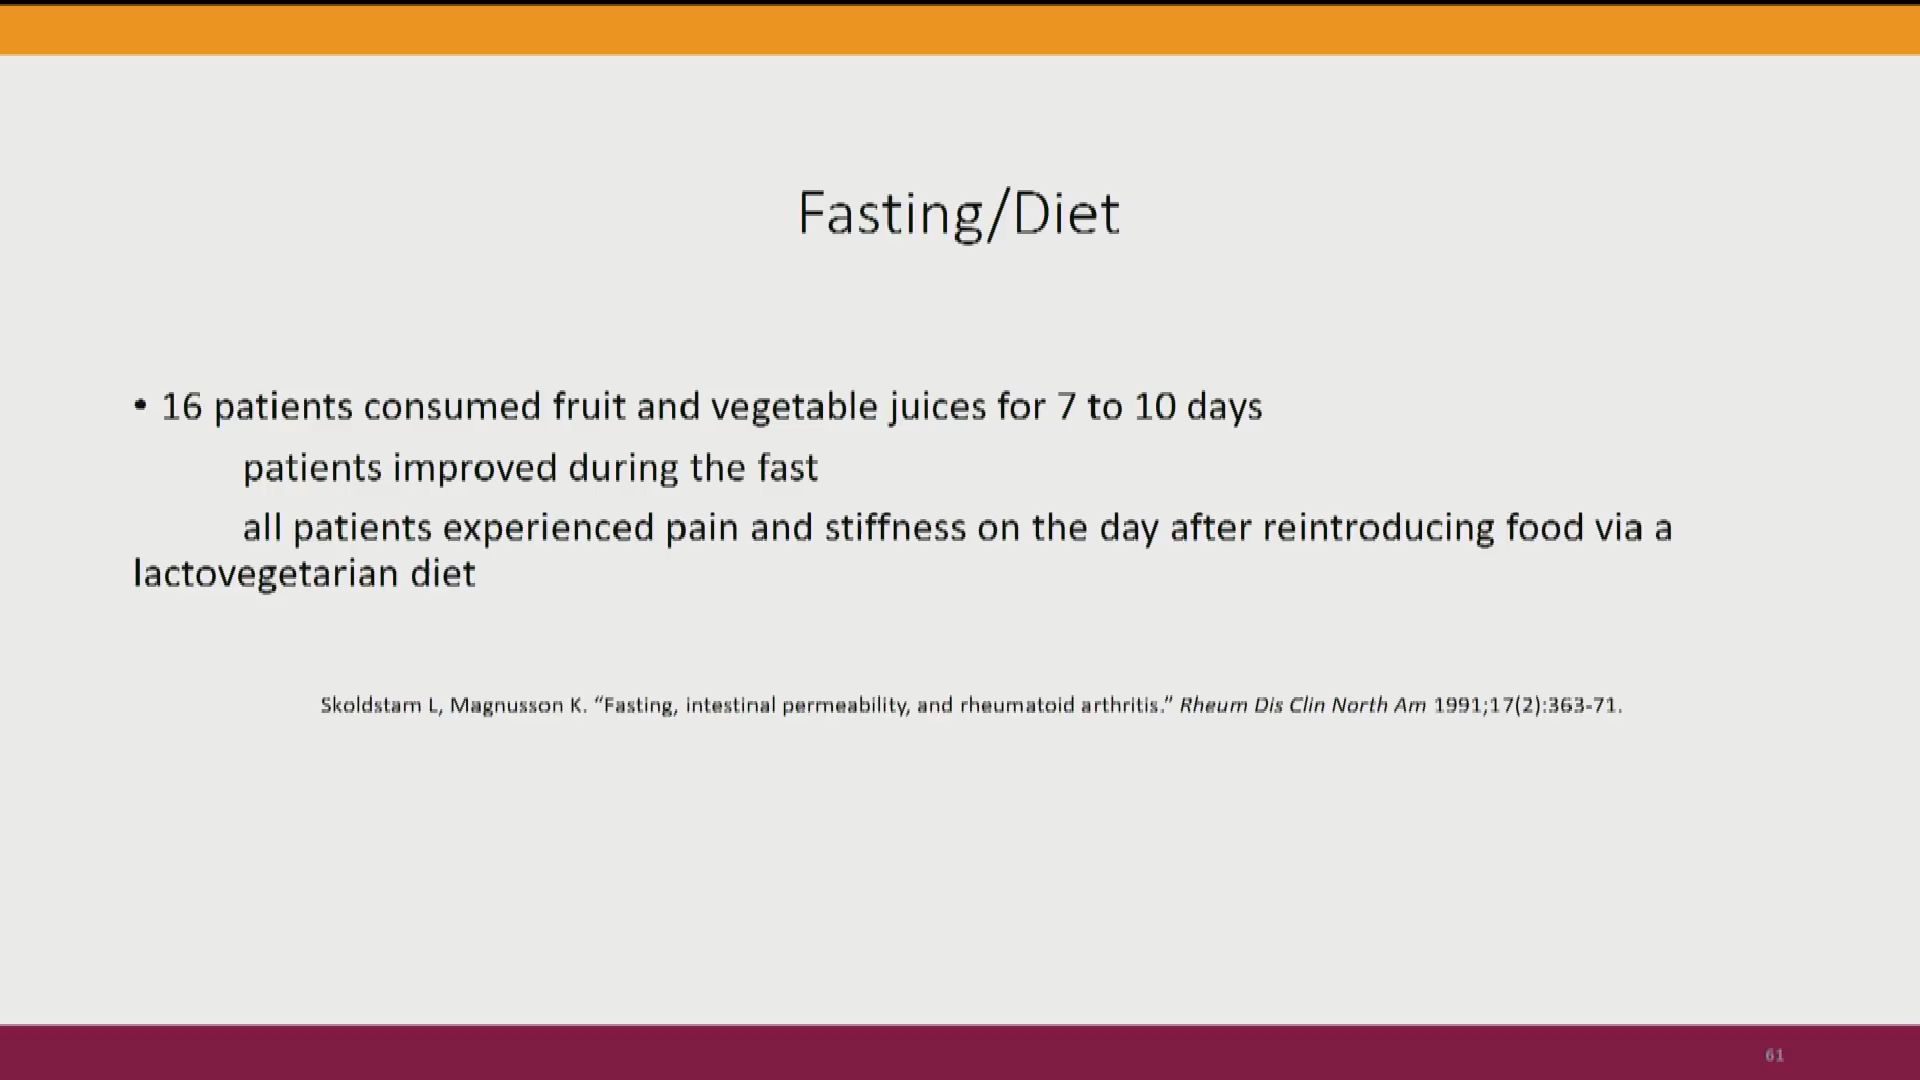 Fasting/Diet
• 16 patients consumed fruit and vegetable juices for 7 to 10 days
patients improved during the fast
all patients experienced pain and stiffness on the day after reintroducing food via a
lactovegetarian diet
Skoldstam L, Magnusson K. “Fasting, intestinal permeability, and rheumatoid arthritis.” Rheum Dis Clin North Am 1991;17(2):363-71.
61